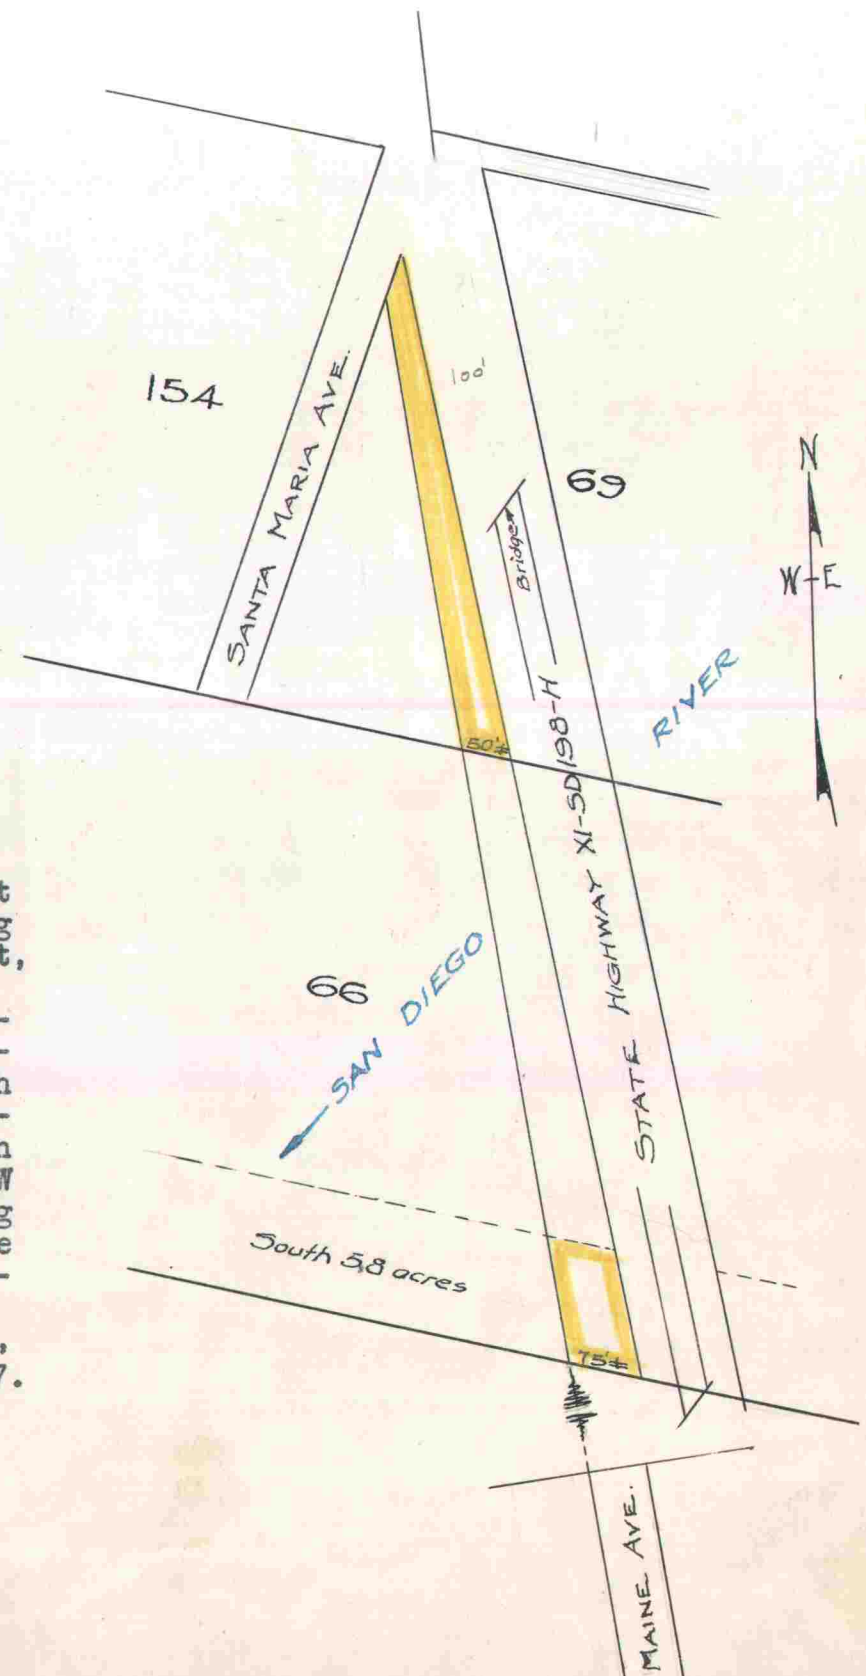 154
SANTA MARIA AVE.
100'
69
Bridge
N
W E
RIVER
50'±
STATE HIGHWAY XI-SD 198-H
66
SAN DIEGO
South 5.8 acres
75'±
MAINE AVE.